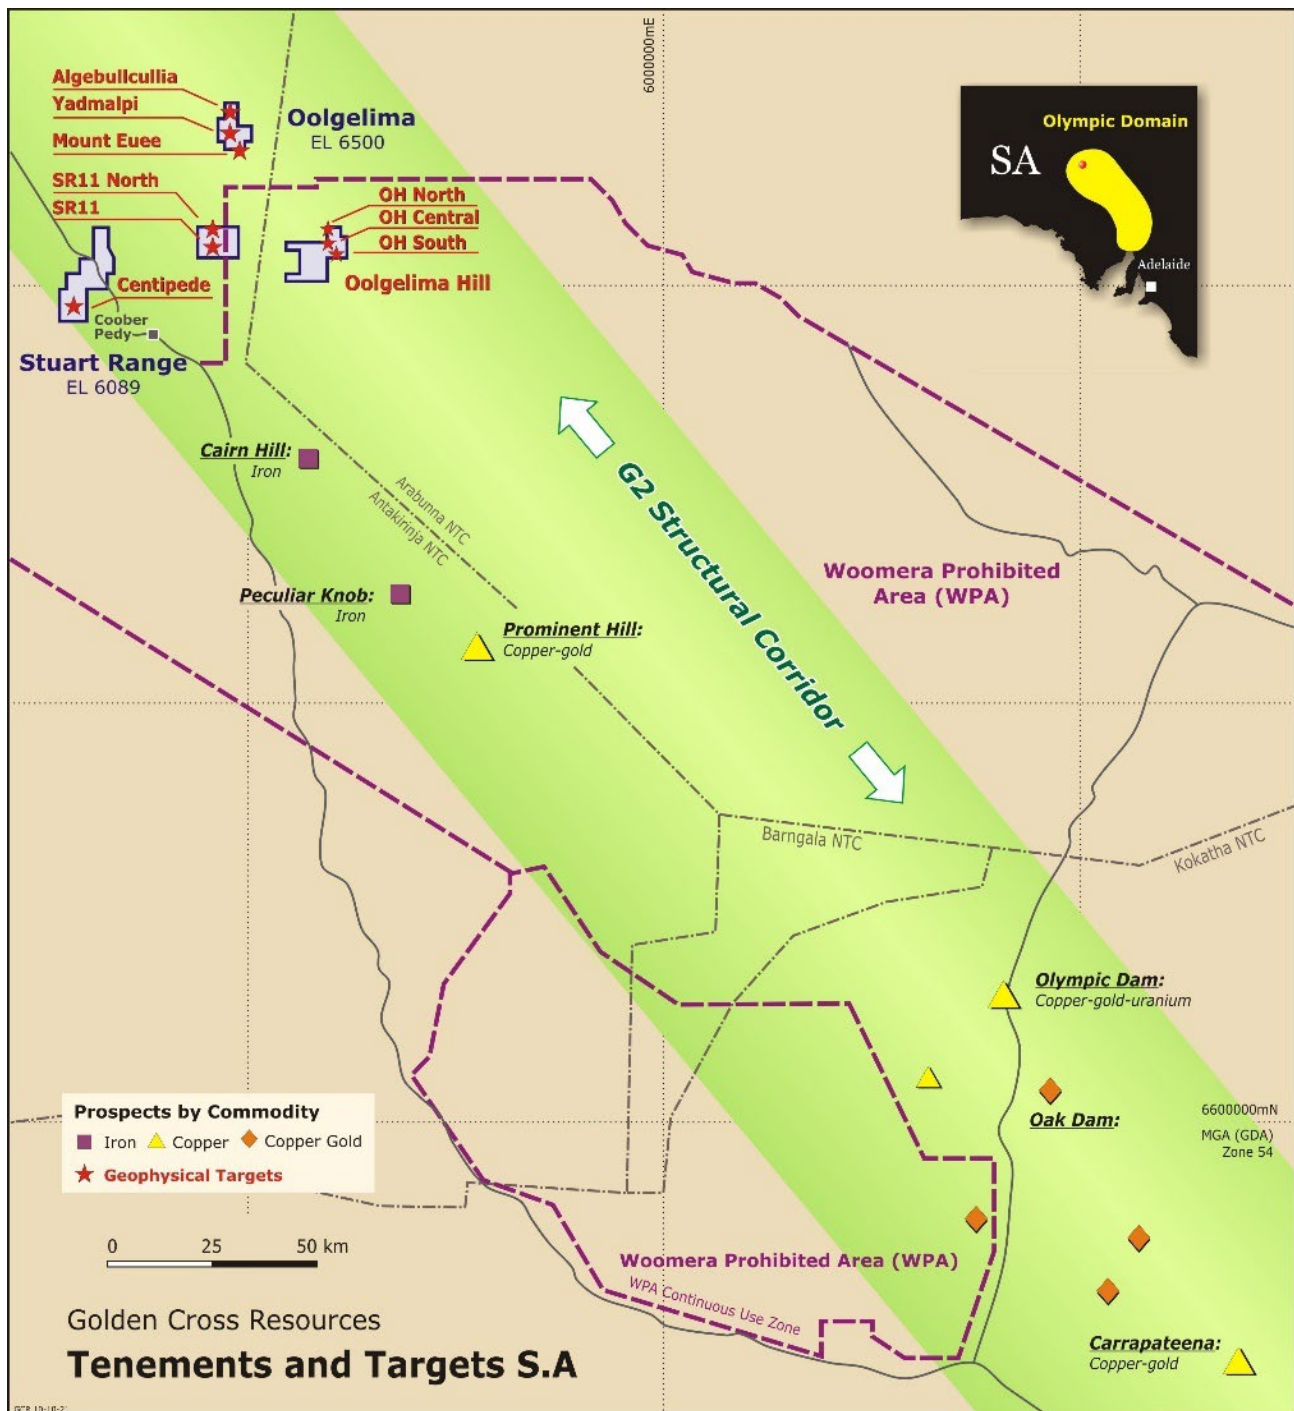 6000000mE
Algebullcullia
Yadmalpi
Mount Euee
SR11 North
SR11
Oolgelima
EL 6500
OH North
OH Central
OH South
Oolgelima Hill
Centipede
Coober
Pedy
Stuart Range
EL 6089
Olympic Domain
SA
Adelaide
Cairn Hill:
Iron
Arabunna NTC
Antakirinja NTC
G2 Structural Corridor
Woomera Prohibited
Area (WPA)
Peculiar Knob:
Iron
Prominent Hill:
Copper-gold
Barngala NTC
Kokatha NTC
Olympic Dam:
Copper-gold-uranium
Oak Dam:
6600000mN
MGA (GDA)
Zone 54
Prospects by Commodity
Iron Copper Copper Gold
Geophysical Targets
0 25 50 km
Woomera Prohibited Area (WPA)
WPA Continuous Use Zone
Carrapateena:
Copper-gold
Golden Cross Resources
Tenements and Targets S.A